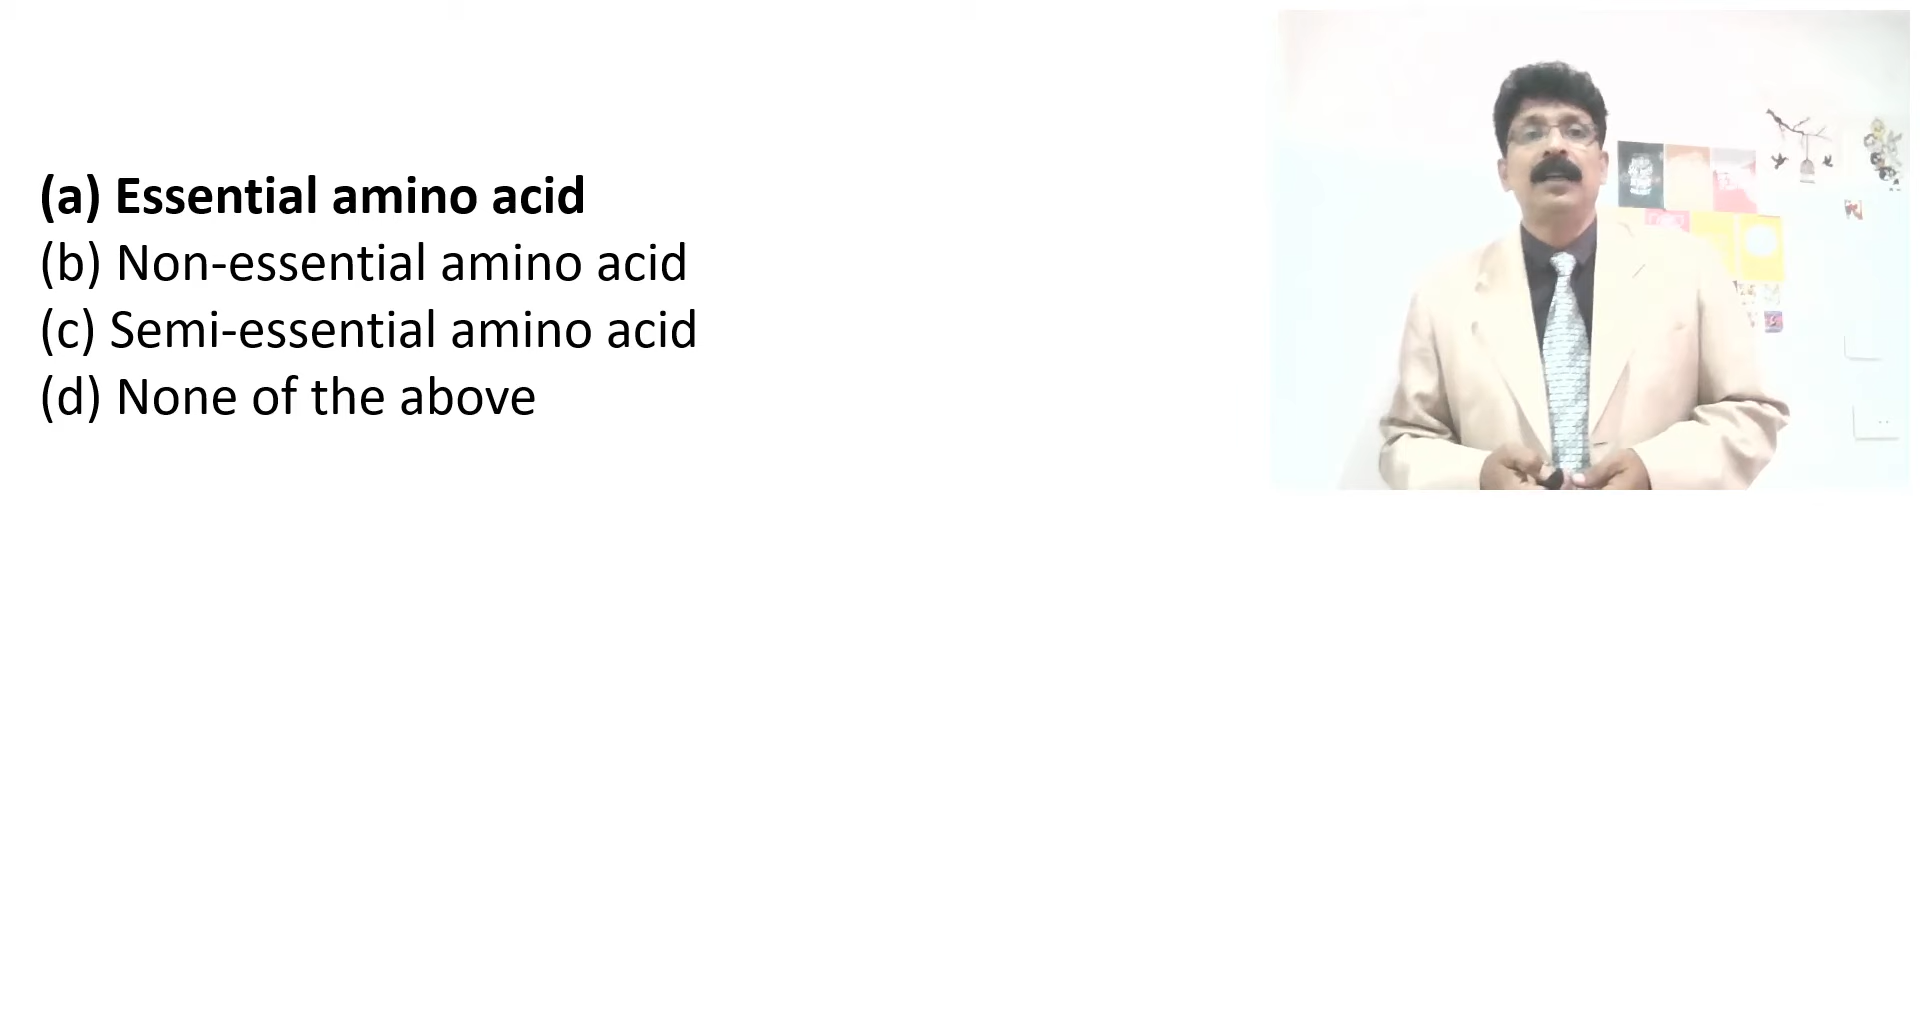 (a) Essential amino acid
(b) Non-essential amino acid
(c) Semi-essential amino acid
(d) None of the above